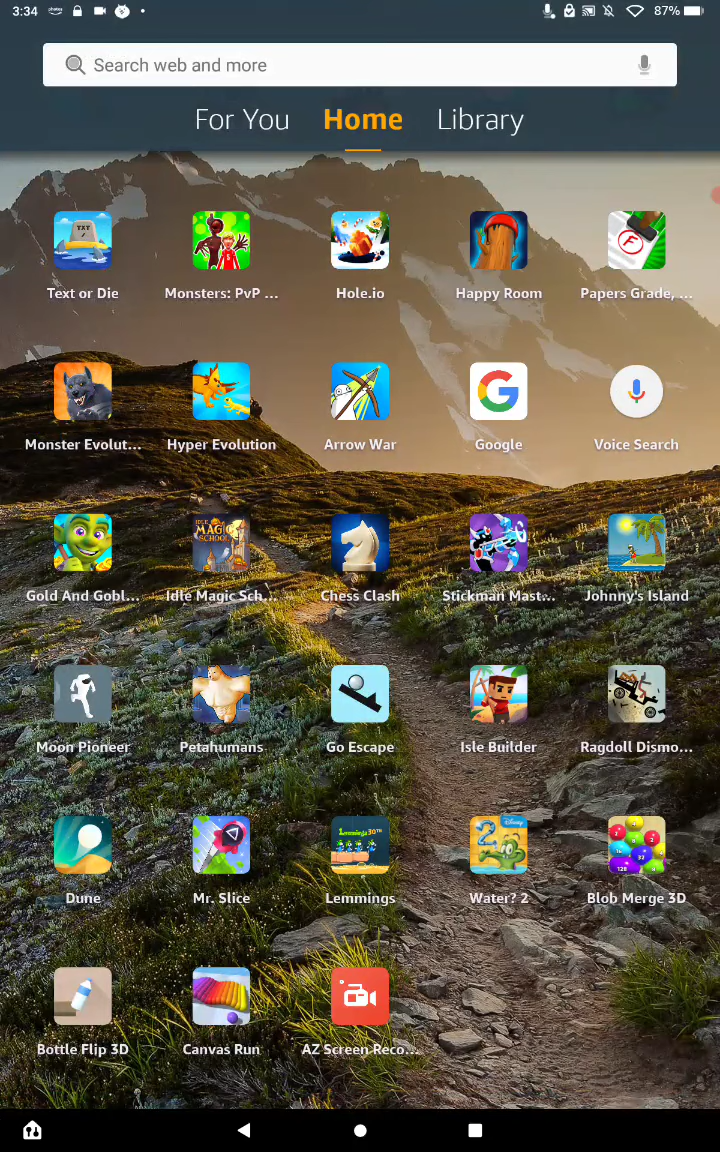 3:34
87%
Search web and more
For You Home Library
Text or Die Monsters: PvP ... Hole.io Happy Room Papers Grade, ...
Monster Evolut... Hyper Evolution Arrow War Google Voice Search
Gold And Gobl... Idle Magic Sch... Chess Clash Stickman Mast... Johnny's Island
Moon Pioneer Petahumans Go Escape Isle Builder Ragdoll Dismo...
Dune Mr. Slice Lemmings Water? 2 Blob Merge 3D
Bottle Flip 3D Canvas Run AZ Screen Reco...